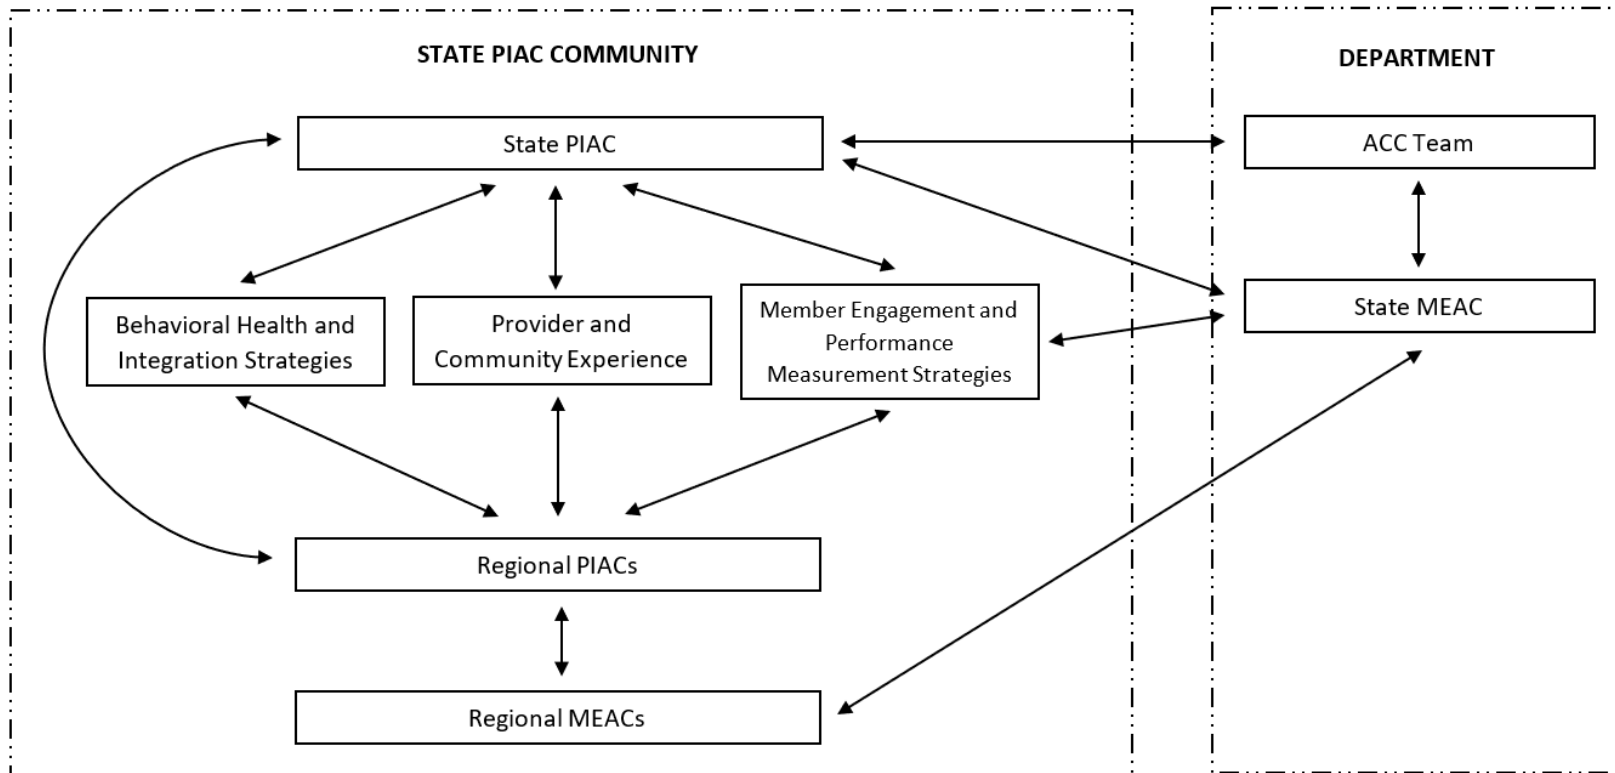 STATE PIAC COMMUNITY
DEPARTMENT
State PIAC
ACC Team
State MEAC
Behavioral Health and
Integration Strategies
Provider and
Community Experience
Member Engagement and
Performance
Measurement Strategies
Regional PIACs
Regional MEACs